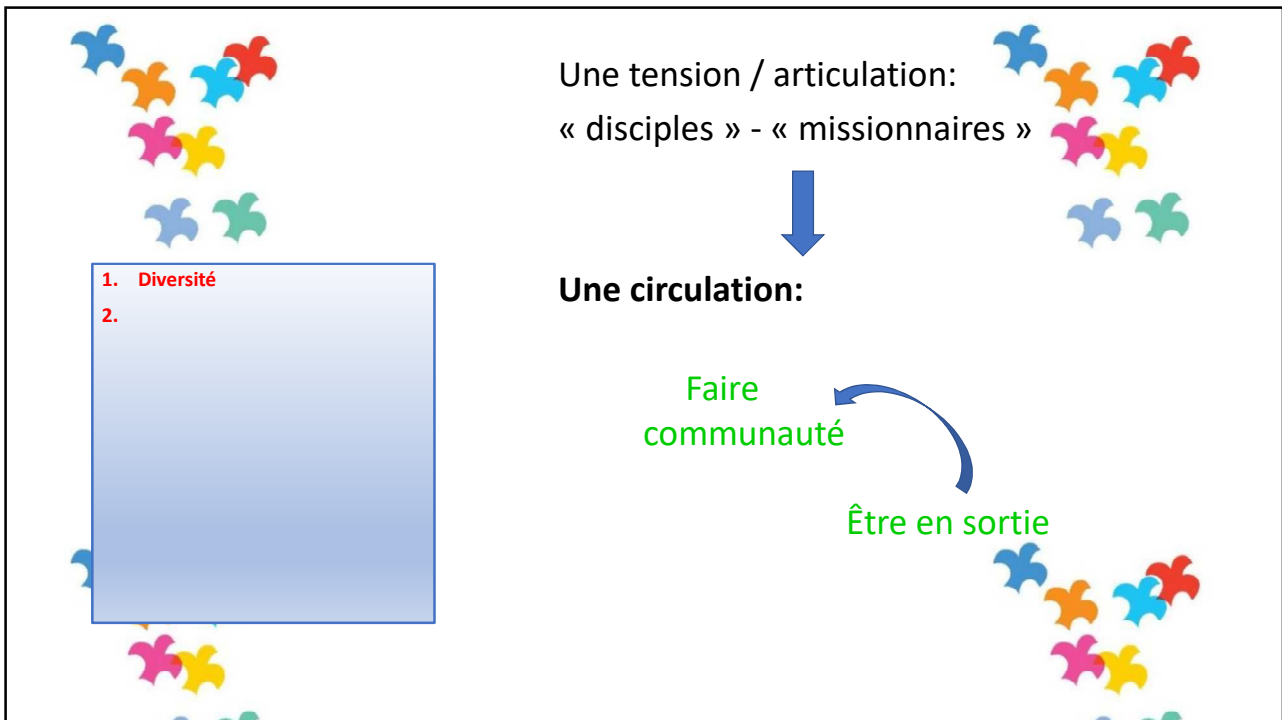 Une tension / articulation:
« disciples » - « missionnaires »
1. Diversité
2.
Une circulation:
Faire
communauté
Être en sortie